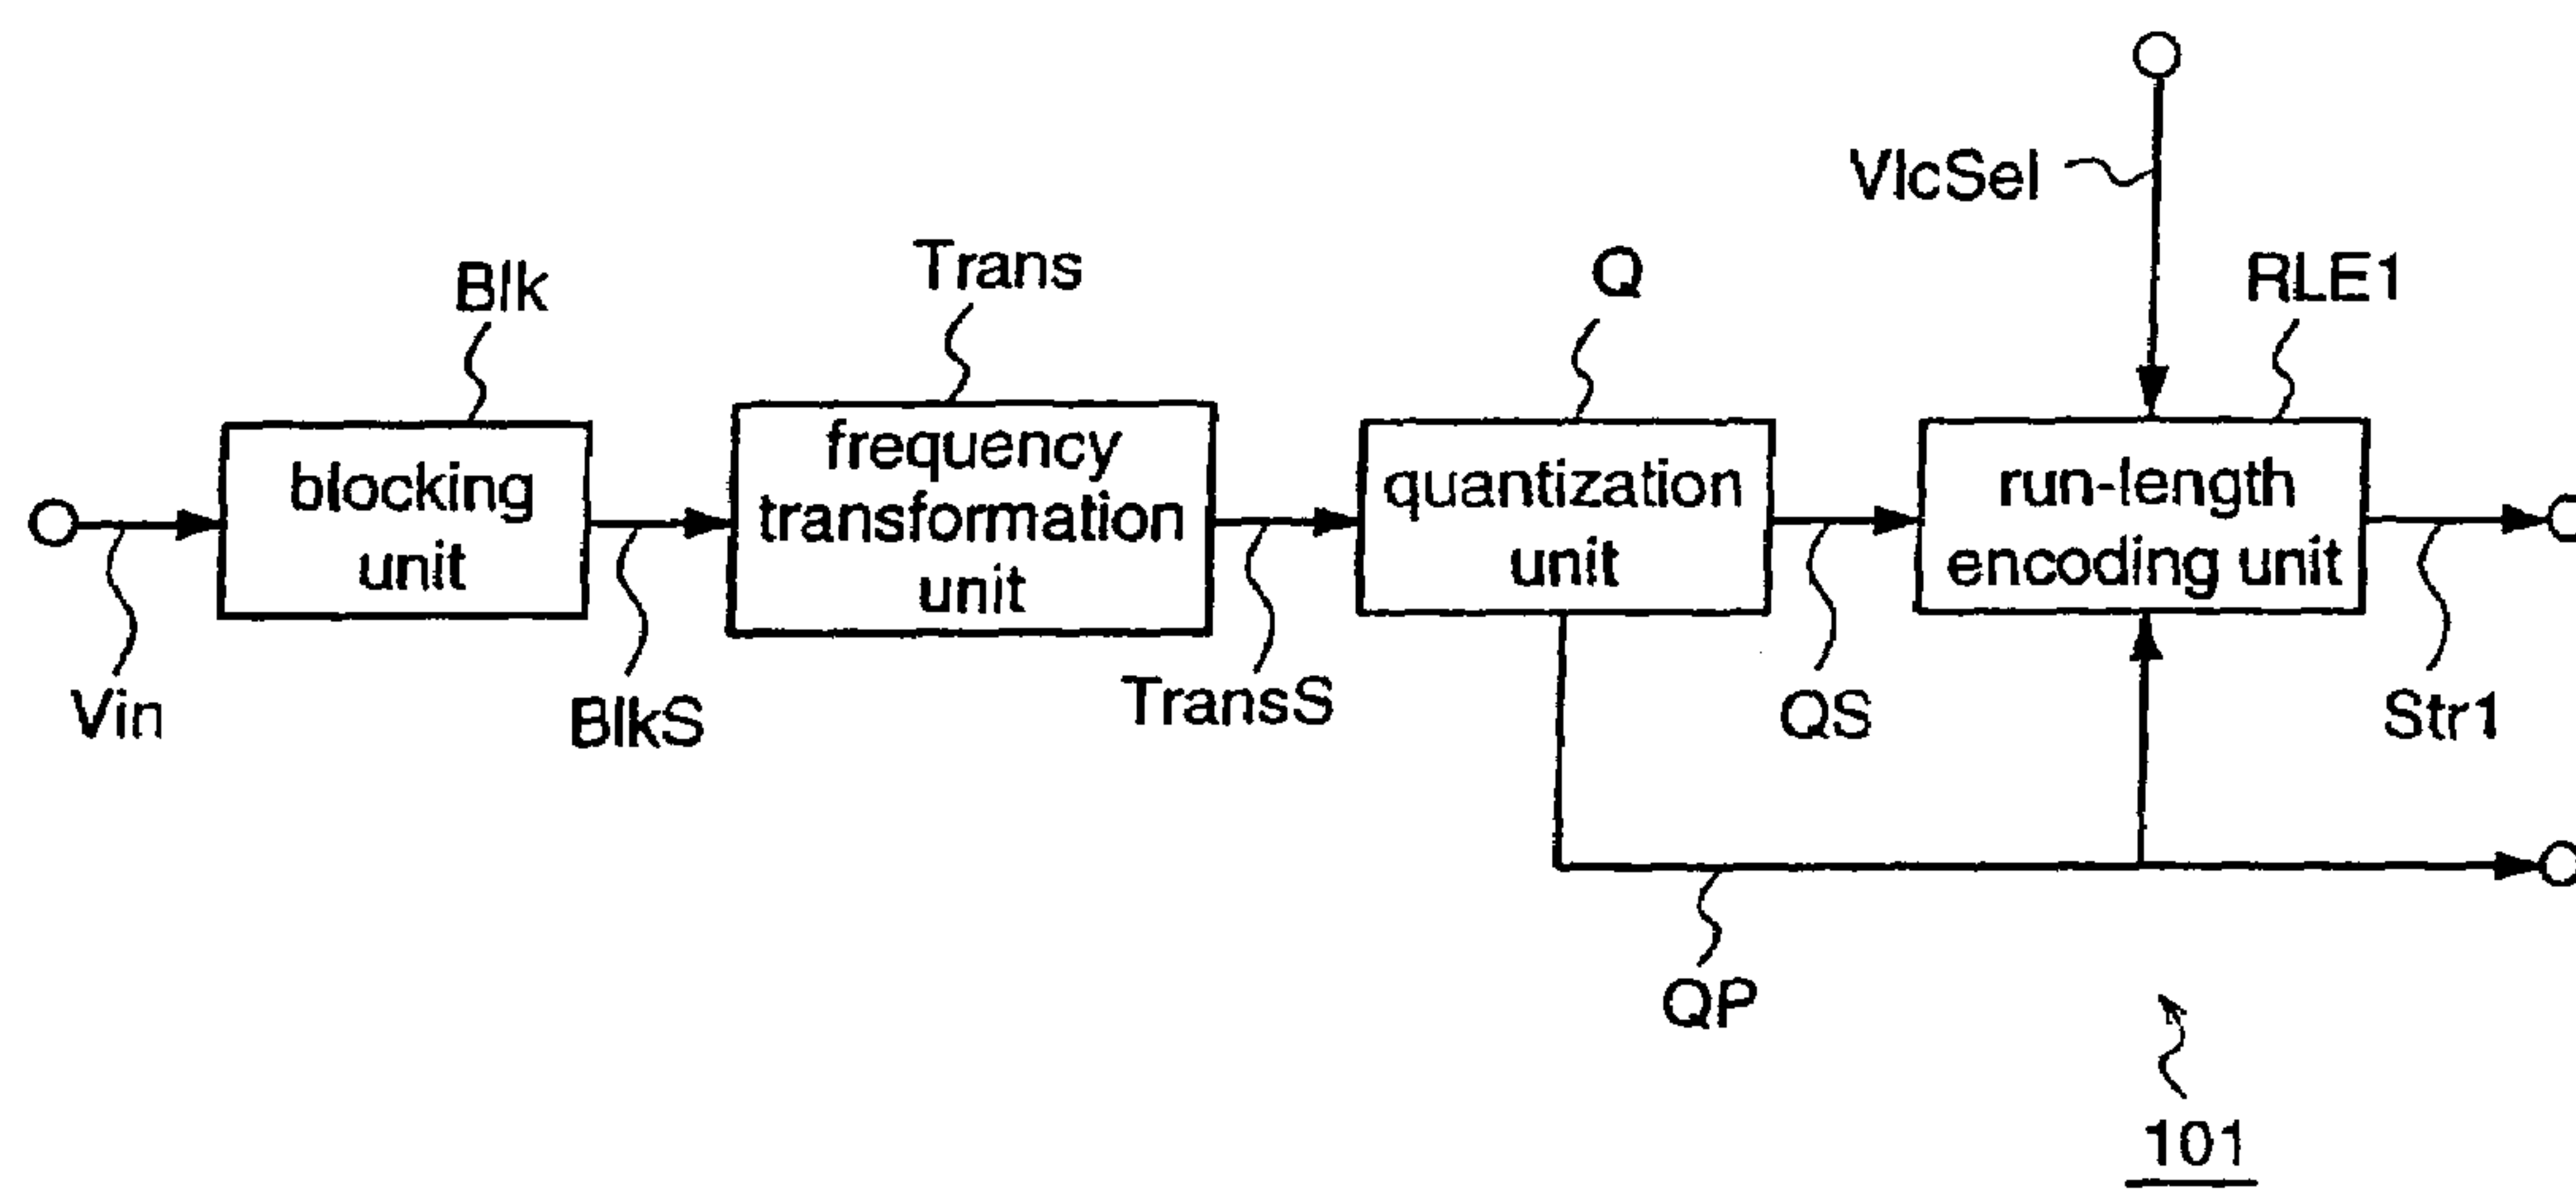 VlcSel
Blk
Trans
Q
RLE1
blocking
unit
frequency
transformation
unit
quantization
unit
run-length
encoding unit
Vin
BlkS
TransS
QS
Str1
QP
101